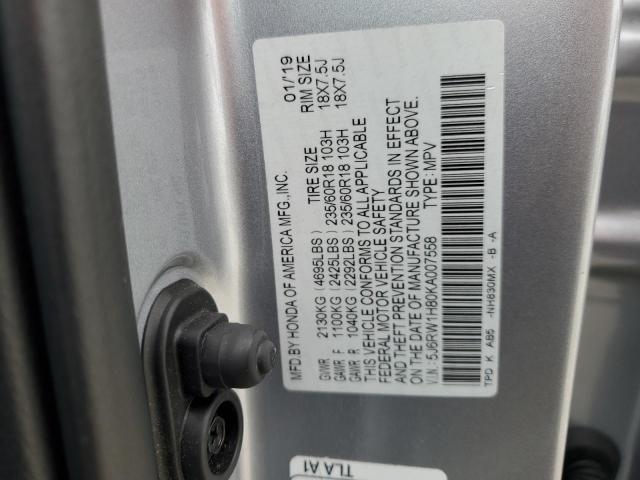 MFD.BY HONDA OF AMERICA MFG.,INC. 01/'19
TIRE SIZE RIM SIZE
GVWR 2130KG (4695LBS)
GAWR F 1100KG (2425LBS) 235/60R18 103H 18X7.5J
GAWR R 1040KG (2292LBS) 235/60R18 103H 18X7.5J
THIS VEHICLE CONFORMS TO ALL APPLICABLE
FEDERAL MOTOR VEHICLE SAFETY
AND THEFT PREVENTION STANDARDS IN EFFECT
ON THE DATE OF MANUFACTURE SHOWN ABOVE.
V.I.N.:5J6RW1H80KA007558 TYPE:MPV
TPD K A85 -NH830MX -B -A
TLA A1